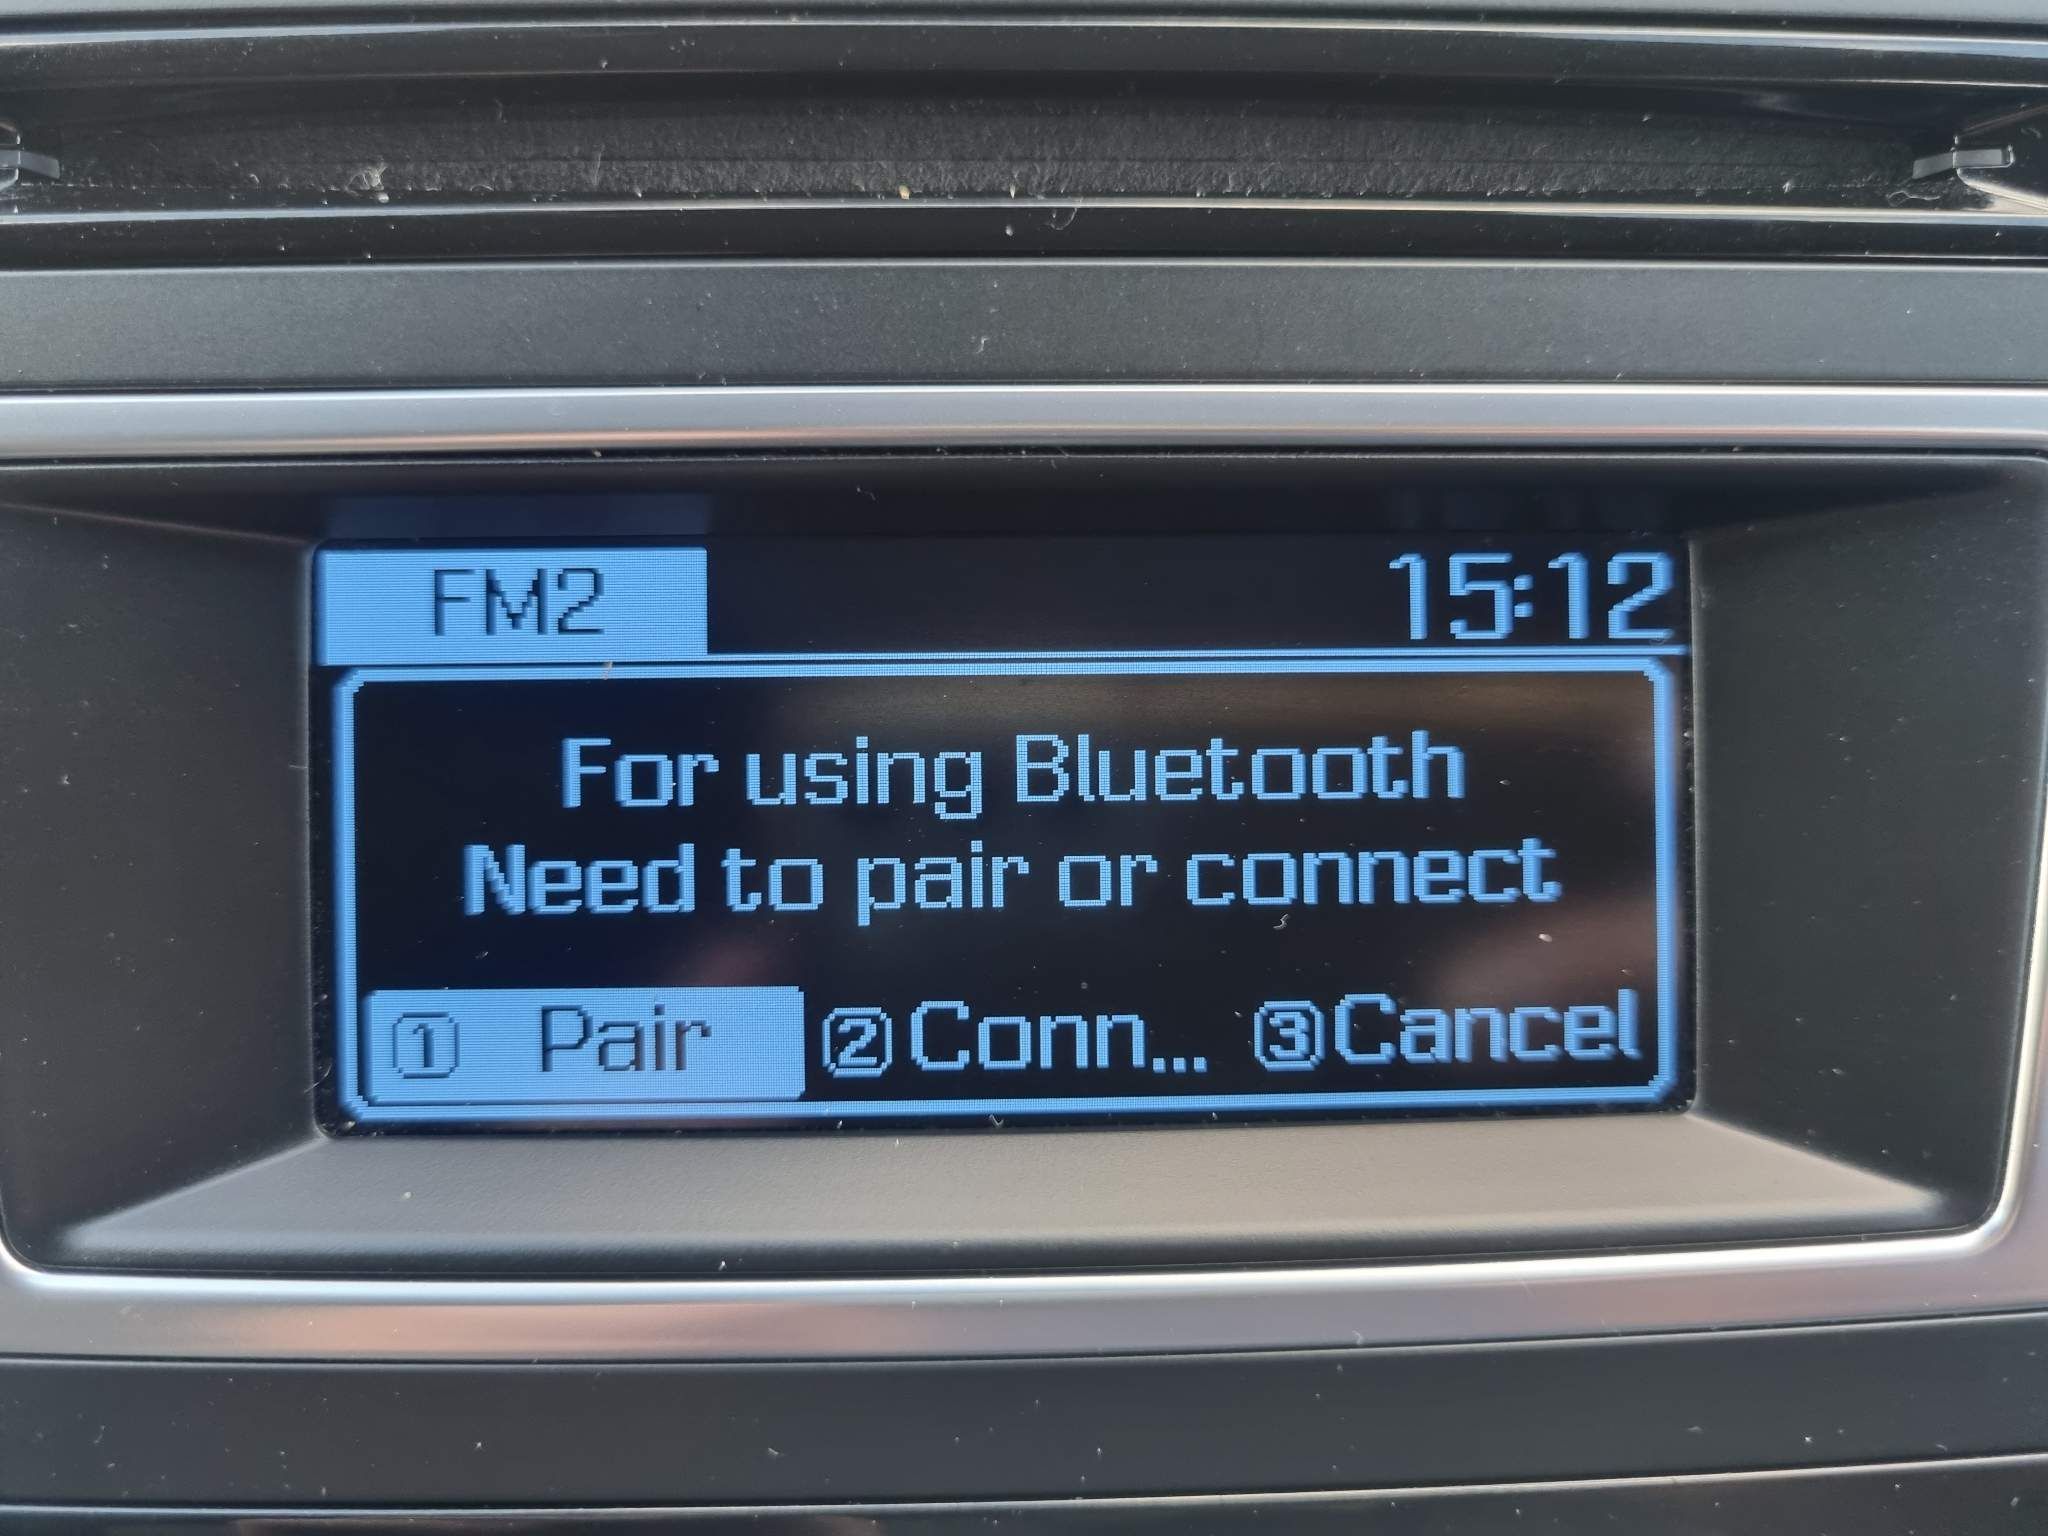 FM2 15:12
For using Bluetooth
Need to pair or connect
1 Pair 2 Conn... 3 Cancel